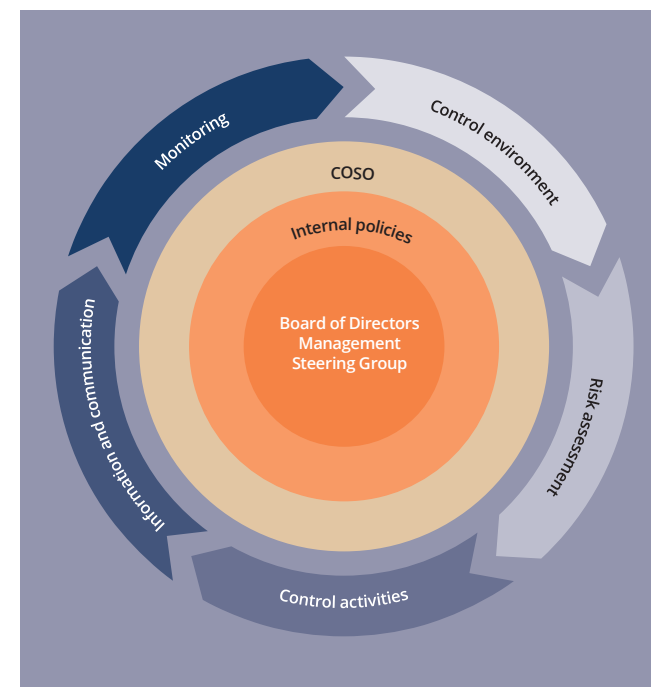 Monitoring
Control environment
COSO
Internal policies
Board of Directors
Management
Steering Group
Information and communication
Risk assessment
Control activities